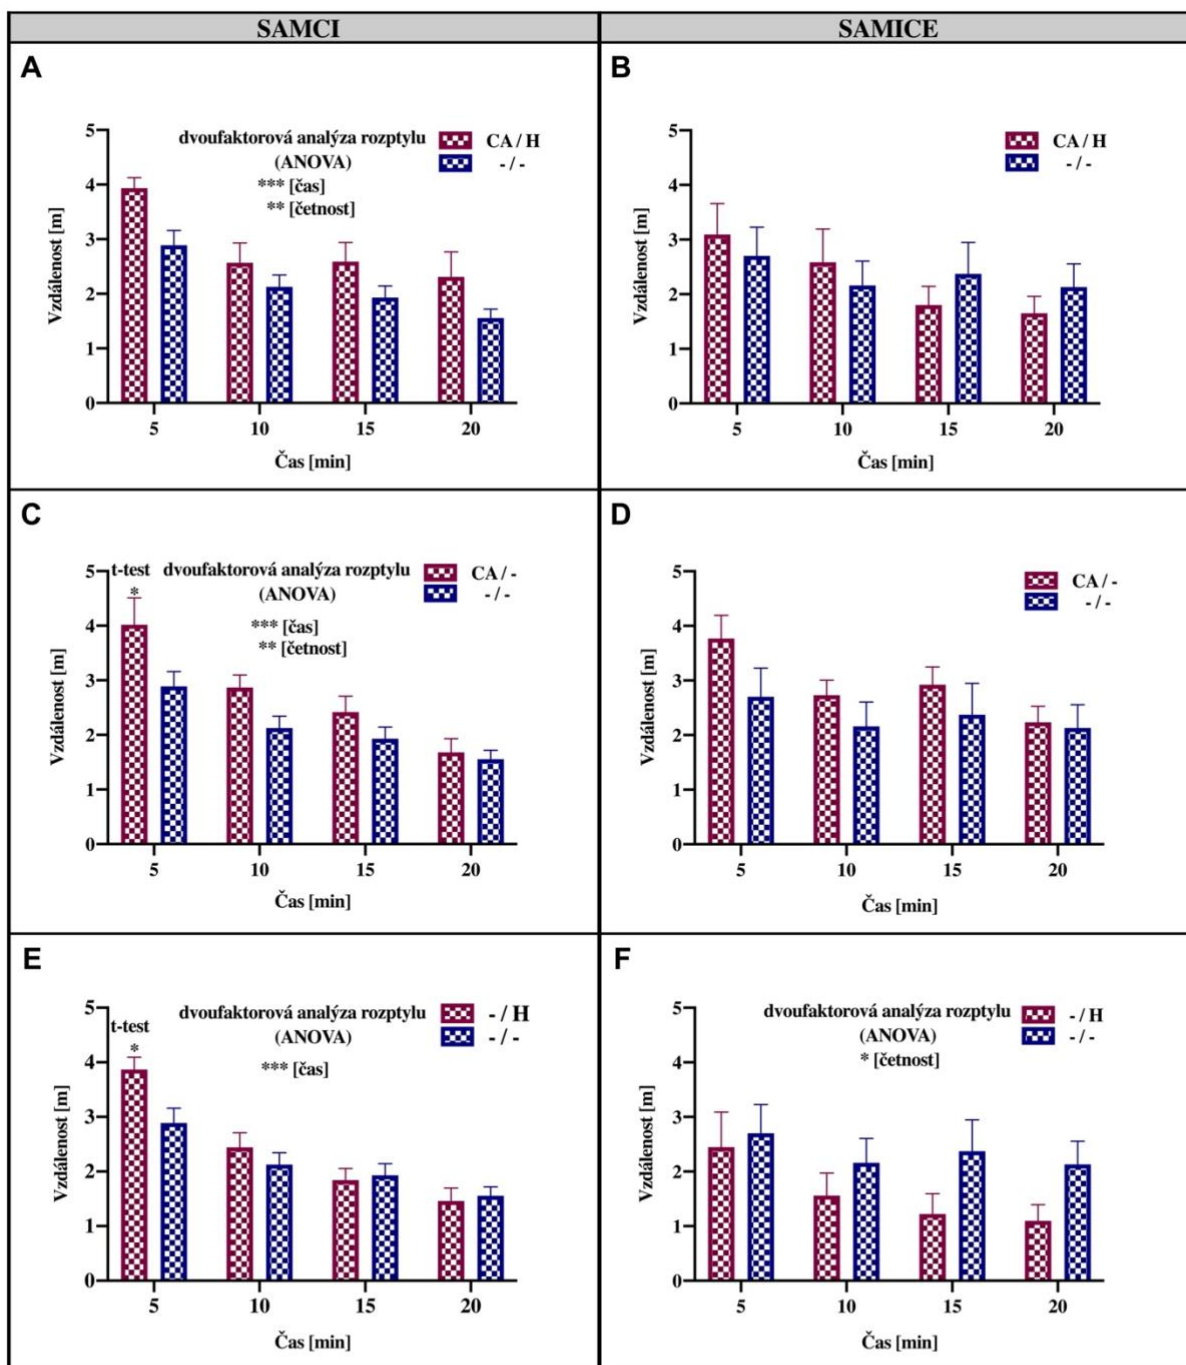 SAMCI
SAMICE
A
dvoufaktorová analýza rozptylu
(ANOVA)
*** [čas]
** [četnost]
CA / H
- / -
Vzdálenost [m]
5
4
3
2
1
0
5 10 15 20
Čas [min]
B
CA / H
- / -
Vzdálenost [m]
5
4
3
2
1
0
5 10 15 20
Čas [min]
C
t-test
*
dvoufaktorová analýza rozptylu
(ANOVA)
*** [čas]
** [četnost]
CA / -
- / -
Vzdálenost [m]
5
4
3
2
1
0
5 10 15 20
Čas [min]
D
CA / -
- / -
Vzdálenost [m]
5
4
3
2
1
0
5 10 15 20
Čas [min]
E
t-test
*
dvoufaktorová analýza rozptylu
(ANOVA)
*** [čas]
- / H
- / -
Vzdálenost [m]
5
4
3
2
1
0
5 10 15 20
Čas [min]
F
dvoufaktorová analýza rozptylu
(ANOVA)
* [četnost]
- / H
- / -
Vzdálenost [m]
5
4
3
2
1
0
5 10 15 20
Čas [min]